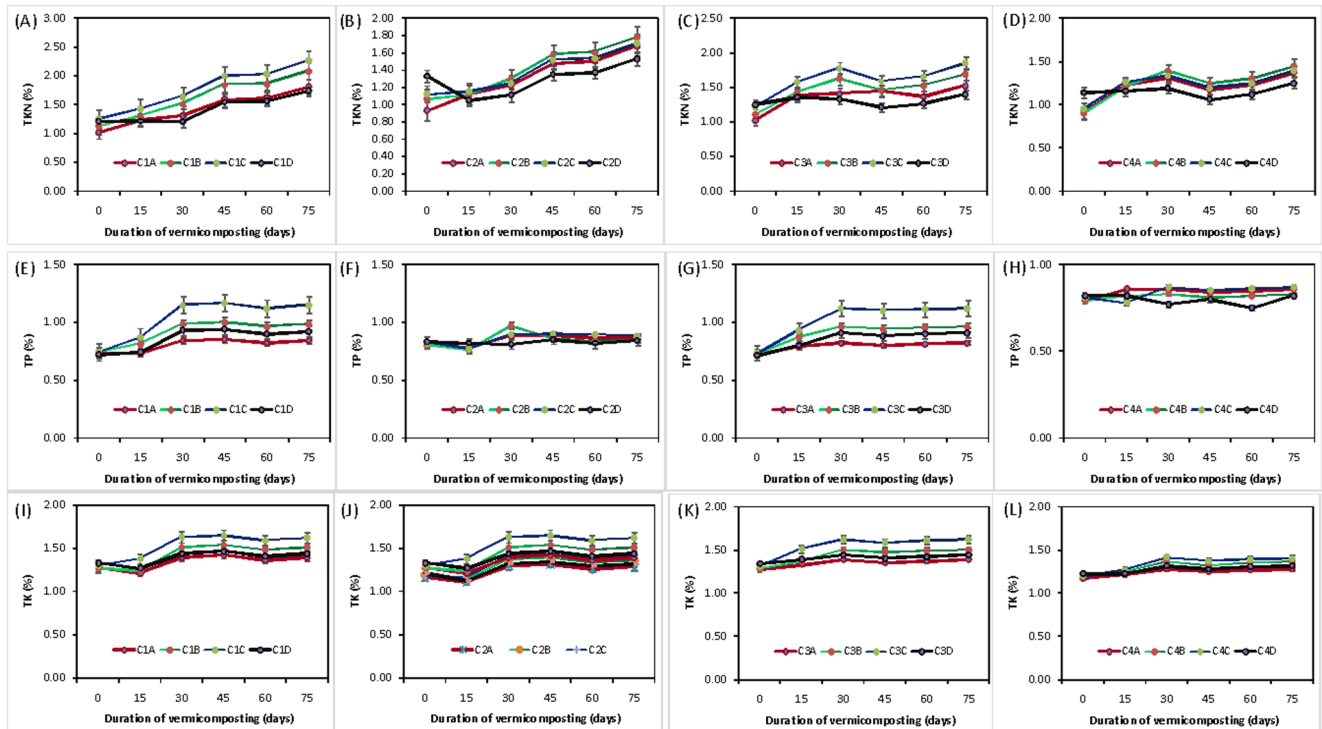 (A)
3.00
2.50
2.00
1.50
1.00
0.50
0.00
TKN (%)
C1A C1B C1C C1D
0 15 30 45 60 75
Duration of vermicomposting (days)
(B)
2.00
1.80
1.60
1.40
1.20
1.00
0.80
0.60
0.40
0.20
0.00
TKN (%)
C2A C2B C2C C2D
0 15 30 45 60 75
Duration of vermicomposting (days)
(C)
2.50
2.00
1.50
1.00
0.50
0.00
TKN (%)
C3A C3B C3C C3D
0 15 30 45 60 75
Duration of vermicomposting (days)
(D)
2.00
1.80
1.60
1.40
1.20
1.00
0.80
0.60
0.40
0.20
0.00
TKN (%)
C4A C4B C4C C4D
0 15 30 45 60 75
Duration of vermicomposting (days)
(E)
1.50
1.00
0.50
0.00
TP (%)
C1A C1B C1C C1D
0 15 30 45 60 75
Duration of vermicomposting (days)
(F)
1.50
1.00
0.50
0.00
TP (%)
C2A C2B C2C C2D
0 15 30 45 60 75
Duration of vermicomposting (days)
(G)
1.50
1.00
0.50
0.00
TP (%)
C3A C3B C3C C3D
0 15 30 45 60 75
Duration of vermicomposting (days)
(H)
1.00
0.50
0.00
TP (%)
C4A C4B C4C C4D
0 15 30 45 60 75
Duration of vermicomposting (days)
(I)
2.00
1.50
1.00
0.50
0.00
TK (%)
C1A C1B C1C C1D
0 15 30 45 60 75
Duration of vermicomposting (days)
(J)
2.00
1.50
1.00
0.50
0.00
TK (%)
C2A C2B C2C
0 15 30 45 60 75
Duration of vermicomposting (days)
(K)
2.00
1.50
1.00
0.50
0.00
TK (%)
C3A C3B C3C C3D
0 15 30 45 60 75
Duration of vermicomposting (days)
(L)
2.00
1.50
1.00
0.50
0.00
TK (%)
C4A C4B C4C C4D
0 15 30 45 60 75
Duration of vermicomposting (days)